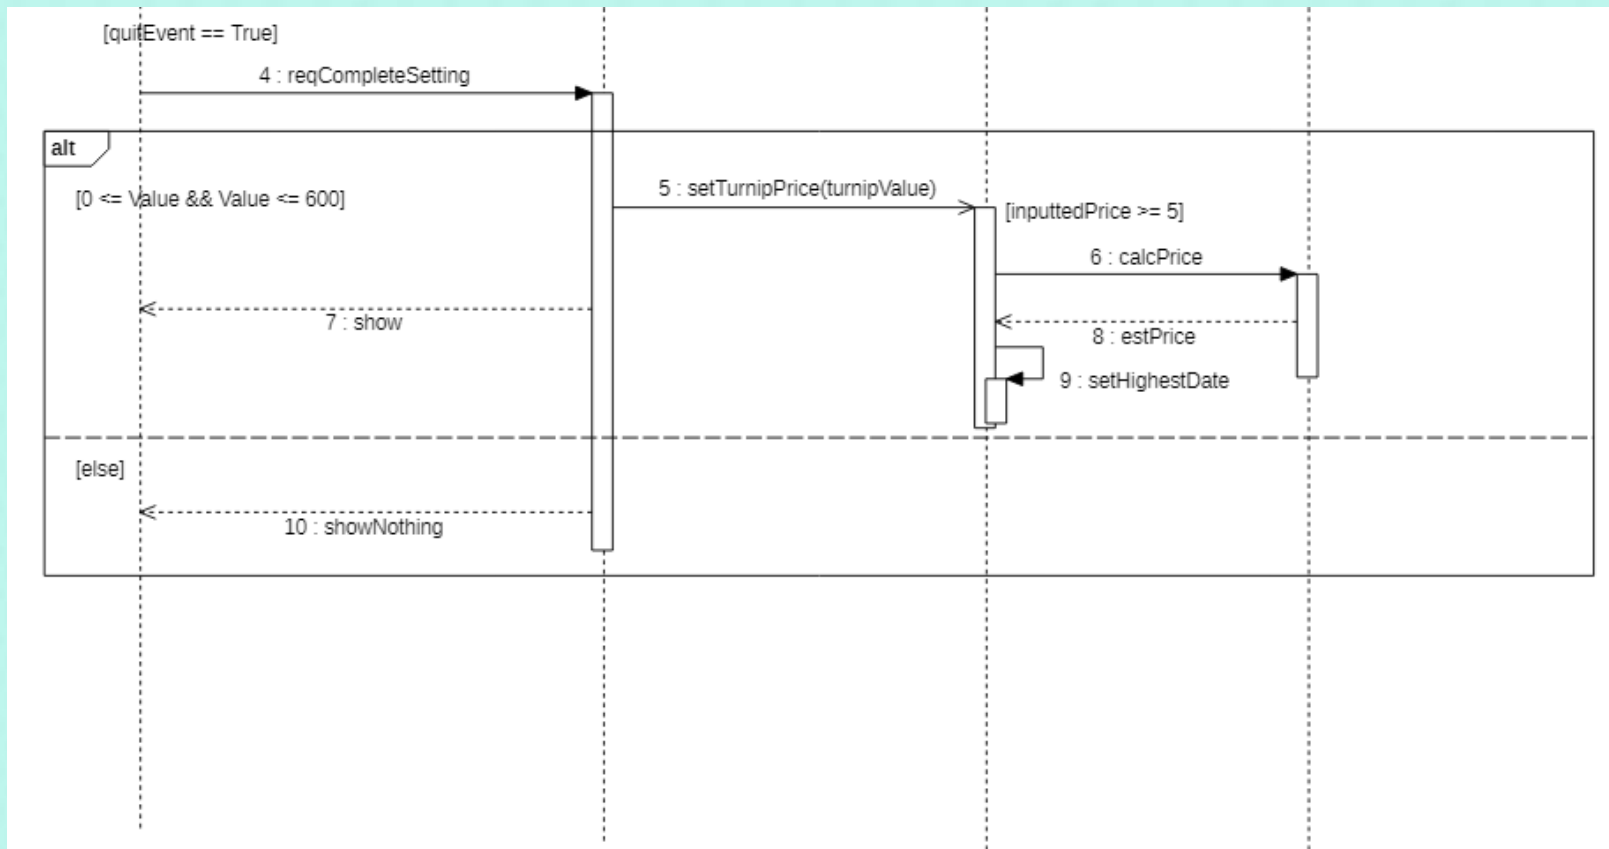 [quitEvent == True]
4 : reqCompleteSetting
alt
[0 <= Value && Value <= 600]
5 : setTurnipPrice(turnipValue)
[inputtedPrice >= 5]
6 : calcPrice
7 : show
8 : estPrice
9 : setHighestDate
[else]
10 : showNothing